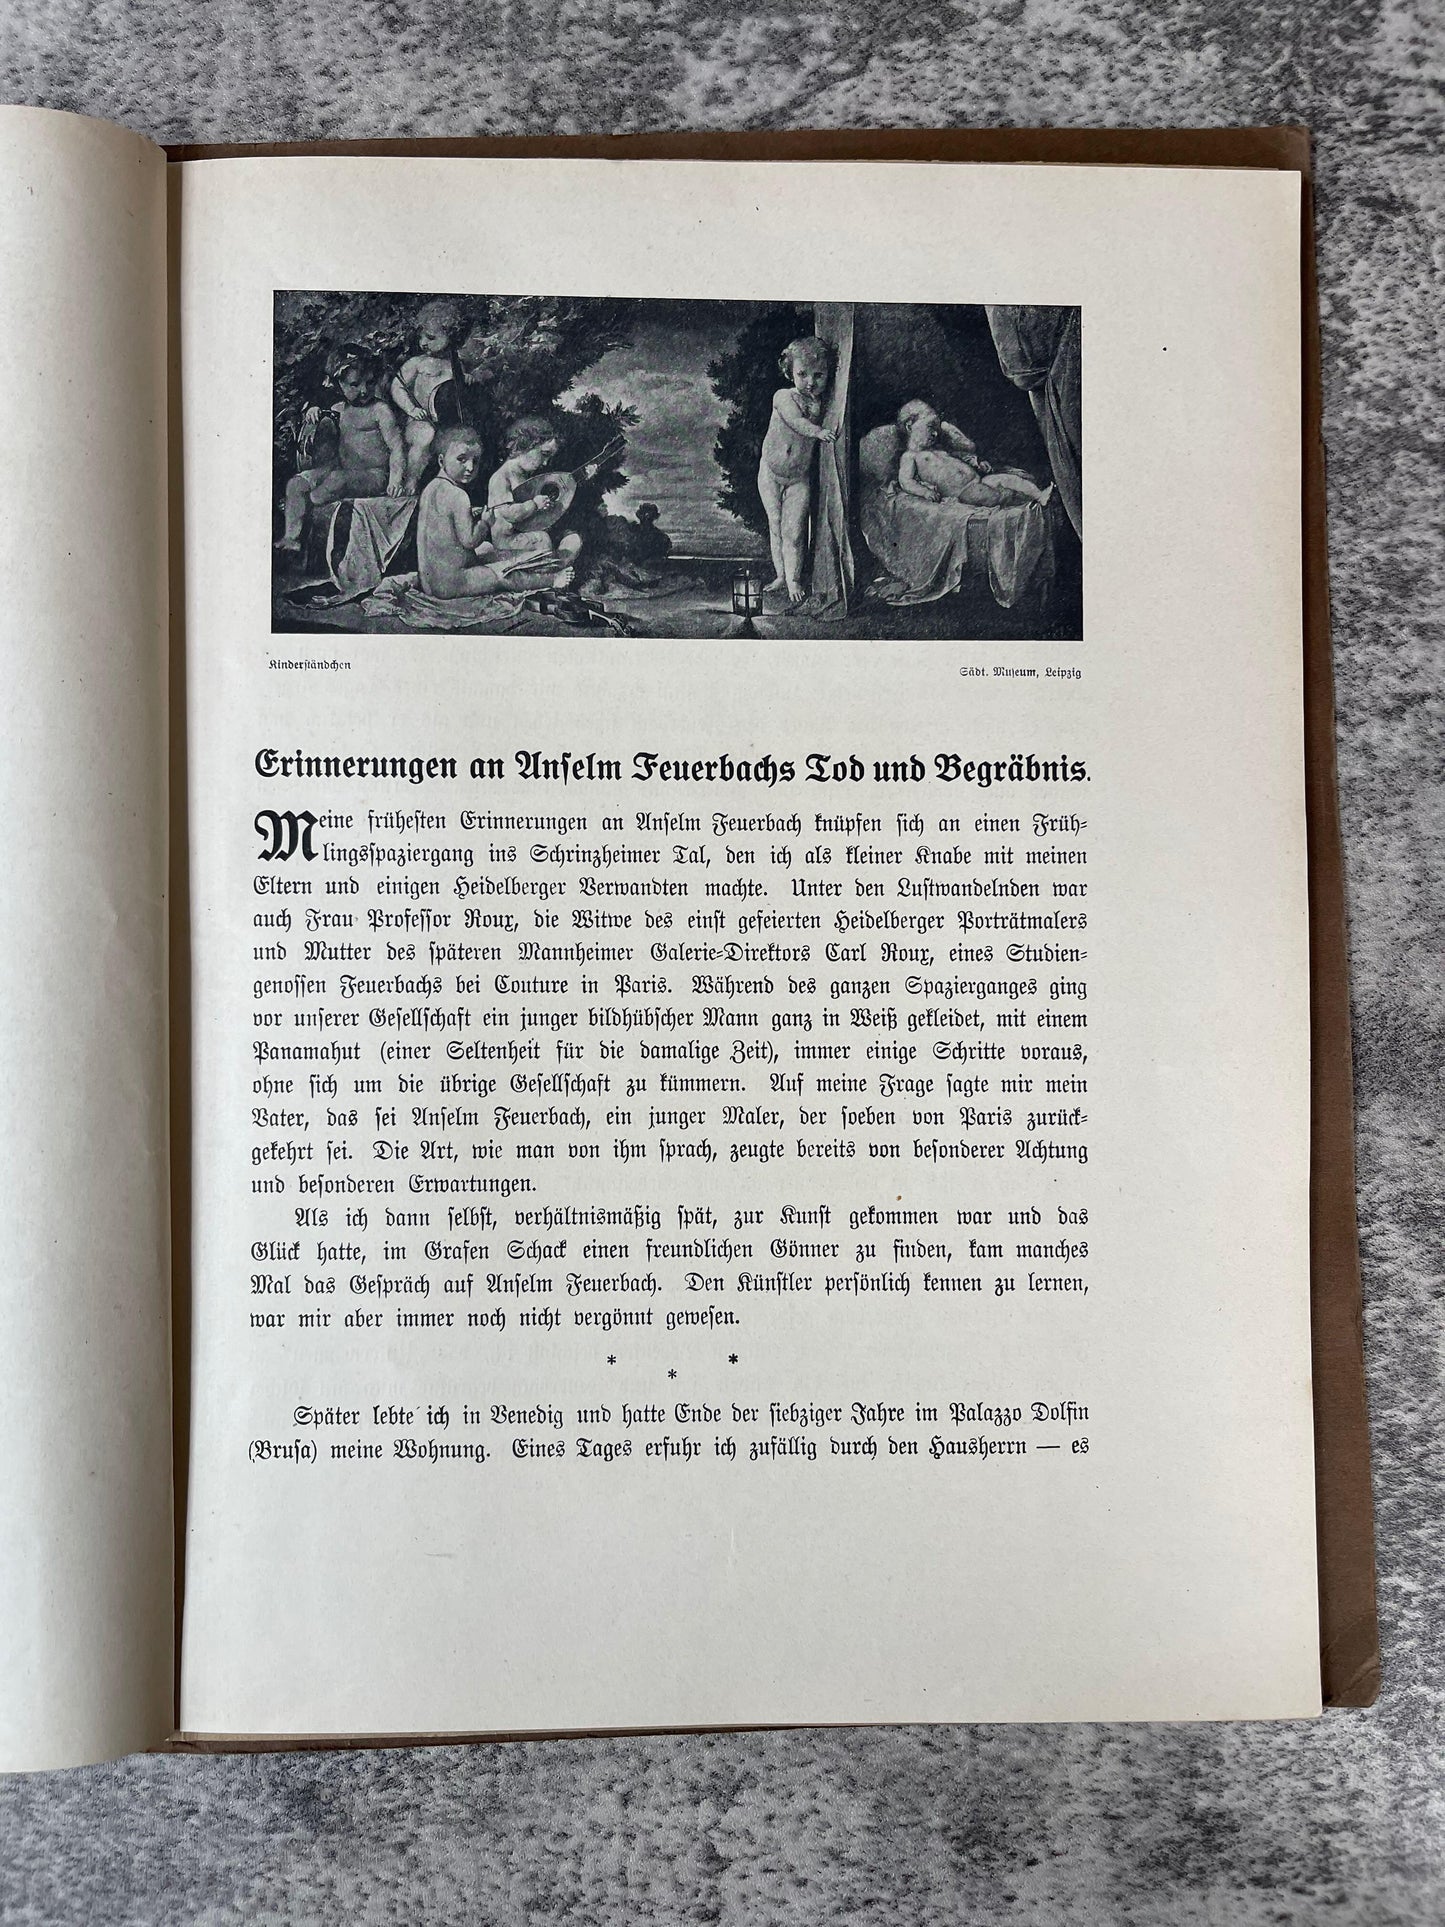 Kinderständchen
Sädt. Museum, Leipzig
Erinnerungen an Anselm Feuerbachs Tod und Begräbnis.
Meine frühesten Erinnerungen an Anselm Feuerbach knüpfen sich an einen Früh-
lingsspaziergang ins Schrinzheimer Tal, den ich als kleiner Knabe mit meinen
Eltern und einigen Heidelberger Verwandten machte. Unter den Lustwandelnden war
auch Frau Professor Roux, die Witwe des einst gefeierten Heidelberger Porträtmalers
und Mutter des späteren Mannheimer Galerie-Direktors Carl Roux, eines Studien-
genossen Feuerbachs bei Couture in Paris. Während des ganzen Spazierganges ging
vor unserer Gesellschaft ein junger bildhübscher Mann ganz in Weiß gekleidet, mit einem
Panamahut (einer Seltenheit für die damalige Zeit), immer einige Schritte voraus,
ohne sich um die übrige Gesellschaft zu kümmern. Auf meine Frage sagte mir mein
Vater, das sei Anselm Feuerbach, ein junger Maler, der soeben von Paris zurück-
gekehrt sei. Die Art, wie man von ihm sprach, zeugte bereits von besonderer Achtung
und besonderen Erwartungen.
Als ich dann selbst, verhältnismäßig spät, zur Kunst gekommen war und das
Glück hatte, im Grafen Schack einen freundlichen Gönner zu finden, kam manches
Mal das Gespräch auf Anselm Feuerbach. Den Künstler persönlich kennen zu lernen,
war mir aber immer noch nicht vergönnt gewesen.
* * *
Später lebte ich in Venedig und hatte Ende der siebziger Jahre im Palazzo Dolfin
(Brusa) meine Wohnung. Eines Tages erfuhr ich zufällig durch den Hausherrn — es